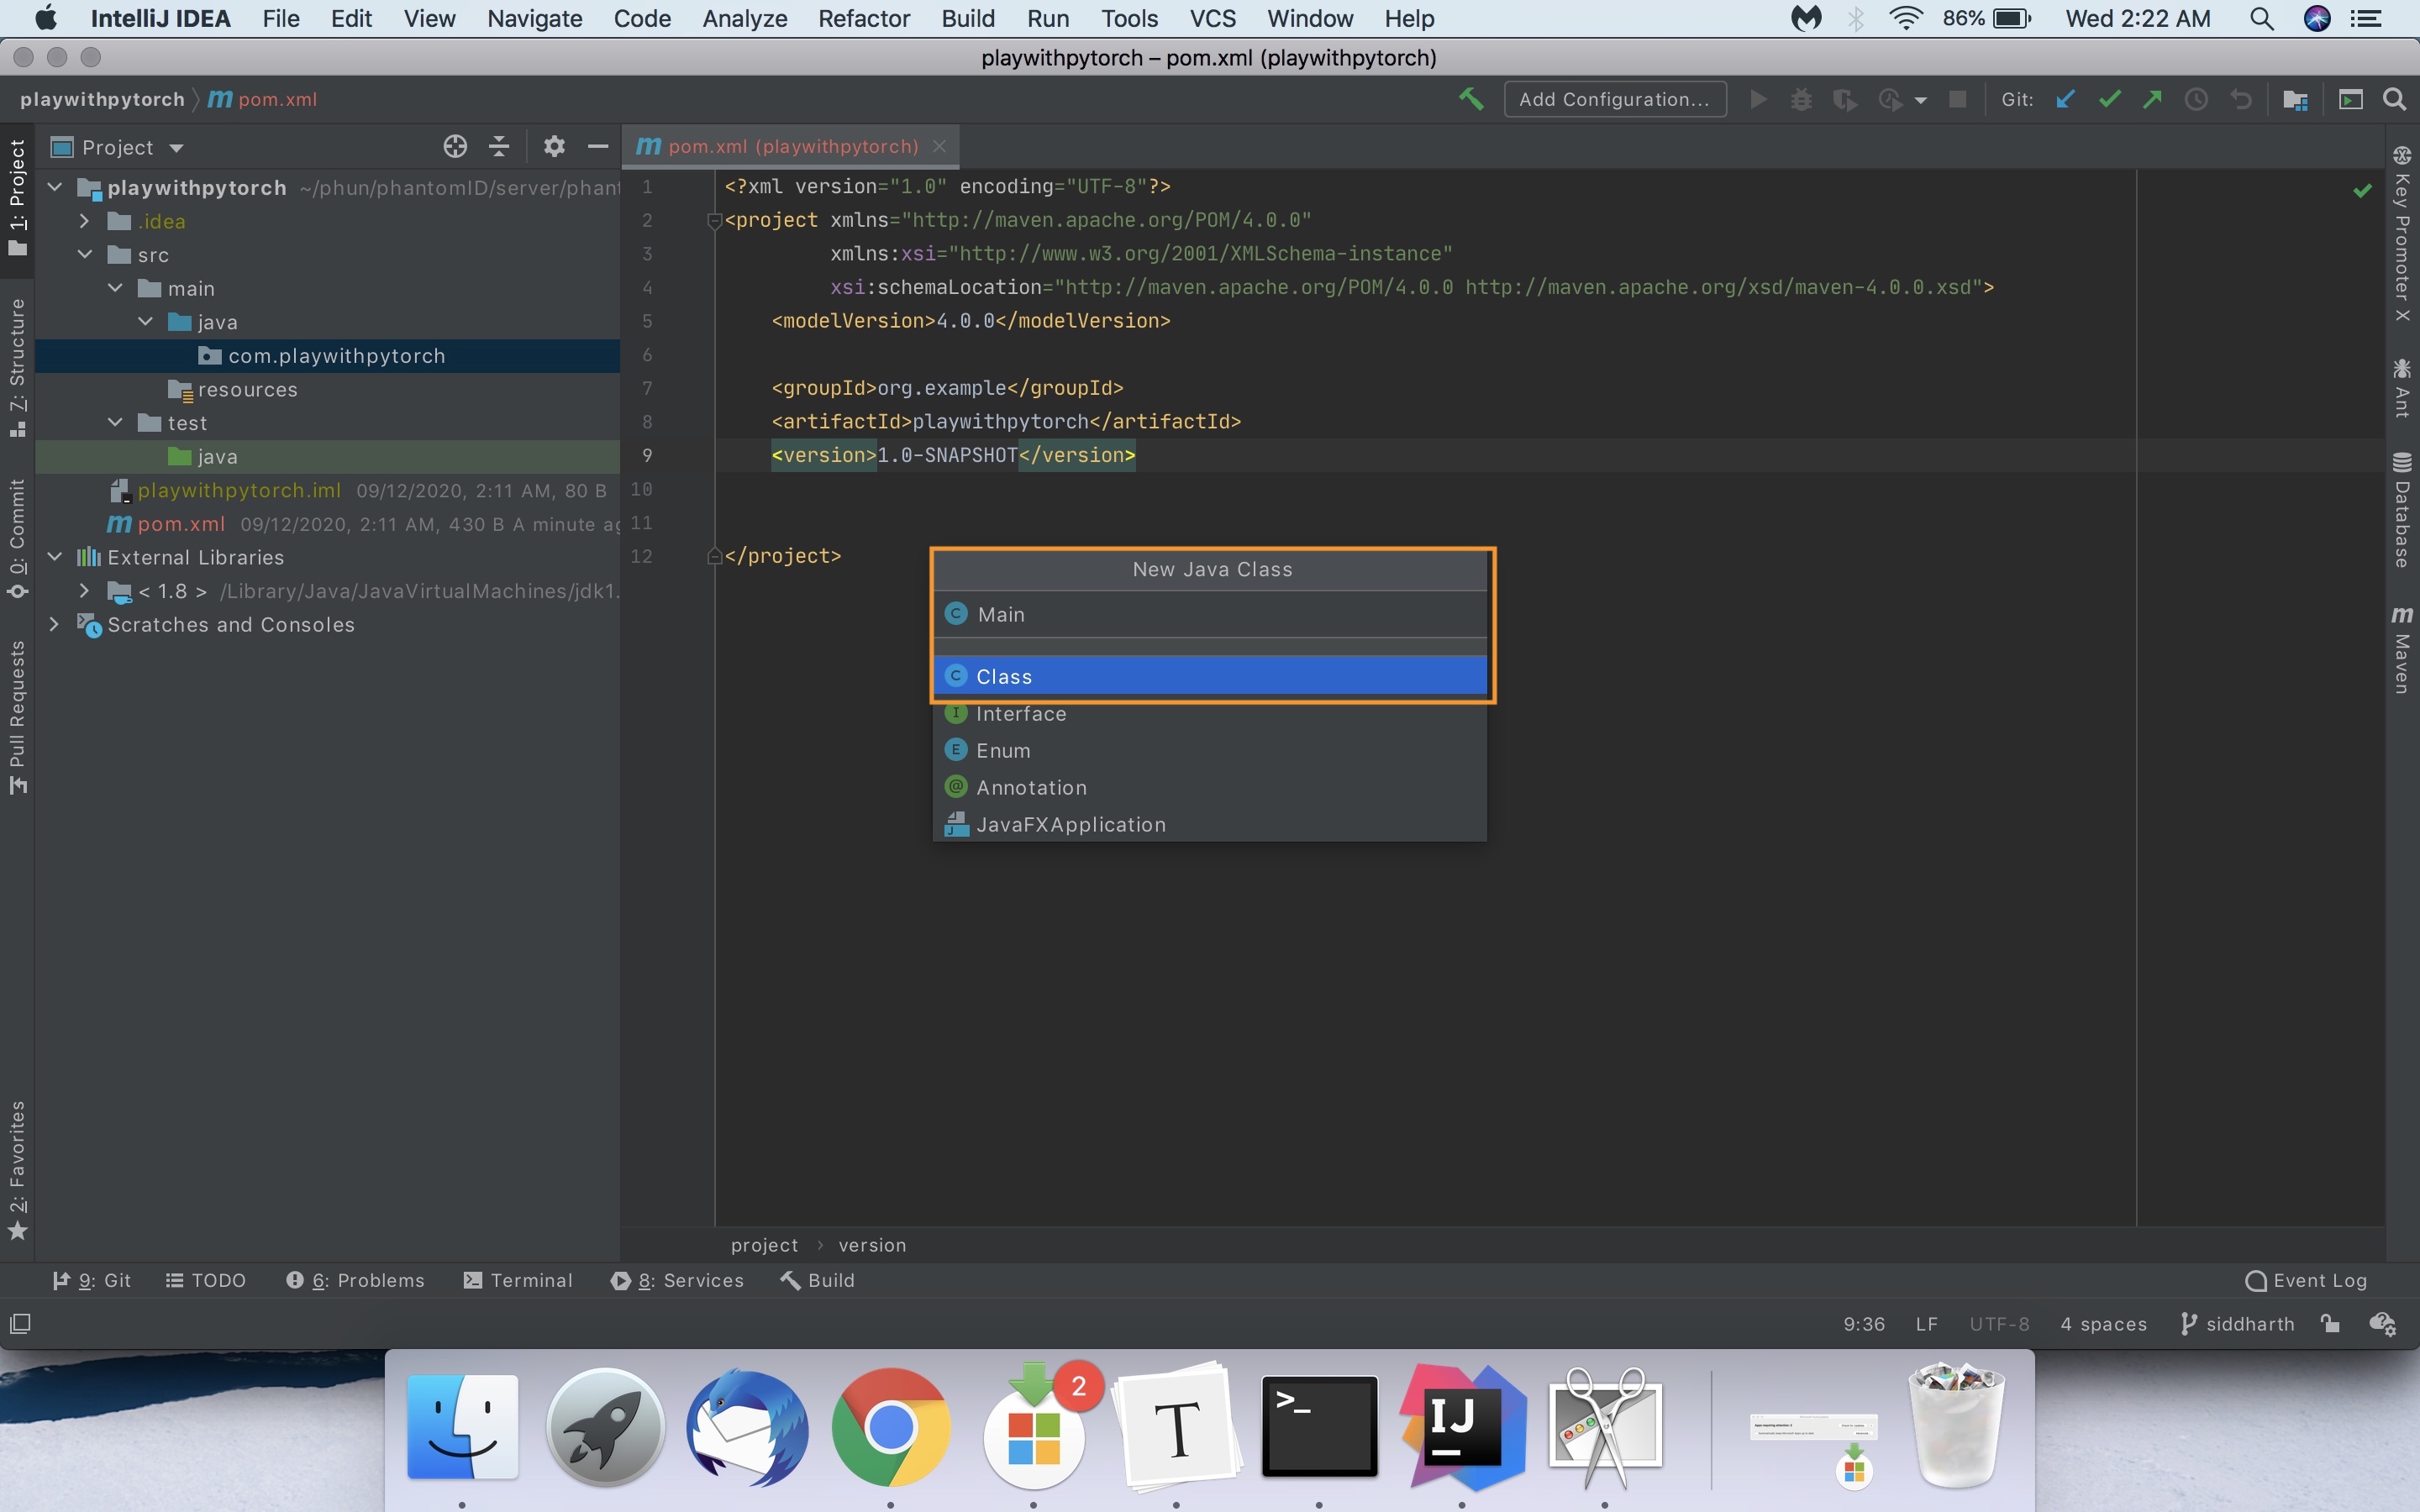 IntelliJ IDEA File Edit View Navigate Code Analyze Refactor Build Run Tools VCS Window Help 86% Wed 2:22 AM
playwithpytorch – pom.xml (playwithpytorch)
playwithpytorch m pom.xml Add Configuration... Git:
Project
m pom.xml (playwithpytorch)
1: Project
7: Structure
0: Commit
Pull Requests
2: Favorites
playwithpytorch ~/phun/phantomID/server/phan
.idea
src
main
java
com.playwithpytorch
resources
test
java
playwithpytorch.iml 09/12/2020, 2:11 AM, 80 B
m pom.xml 09/12/2020, 2:11 AM, 430 B A minute ag
External Libraries
< 1.8 > /Library/Java/JavaVirtualMachines/jdk1.
Scratches and Consoles
1 <?xml version="1.0" encoding="UTF-8"?>
2 <project xmlns="http://maven.apache.org/POM/4.0.0"
3 xmlns:xsi="http://www.w3.org/2001/XMLSchema-instance"
4 xsi:schemaLocation="http://maven.apache.org/POM/4.0.0 http://maven.apache.org/xsd/maven-4.0.0.xsd">
5 <modelVersion>4.0.0</modelVersion>
6
7 <groupId>org.example</groupId>
8 <artifactId>playwithpytorch</artifactId>
9 <version>1.0-SNAPSHOT</version>
10
11
12 </project>
New Java Class
C Main
C Class
I Interface
E Enum
@ Annotation
J JavaFXApplication
Key Promoter X
Ant
Database
m Maven
project › version
9: Git TODO 6: Problems Terminal 8: Services Build Event Log
9:36 LF UTF-8 4 spaces siddharth
2
T
>_
IJ